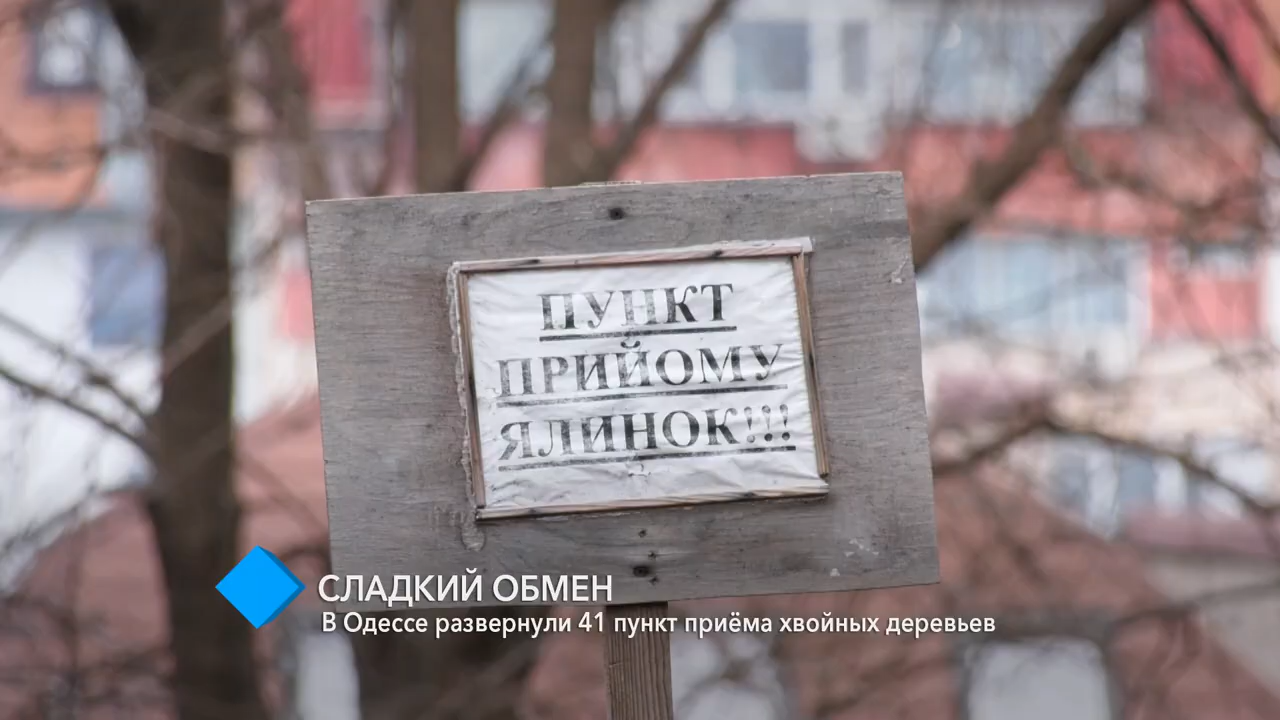 ПУНКТ
ПРИЙОМУ
ЯЛИНОК!!!
СЛАДКИЙ ОБМЕН
В Одессе развернули 41 пункт приёма хвойных деревьев